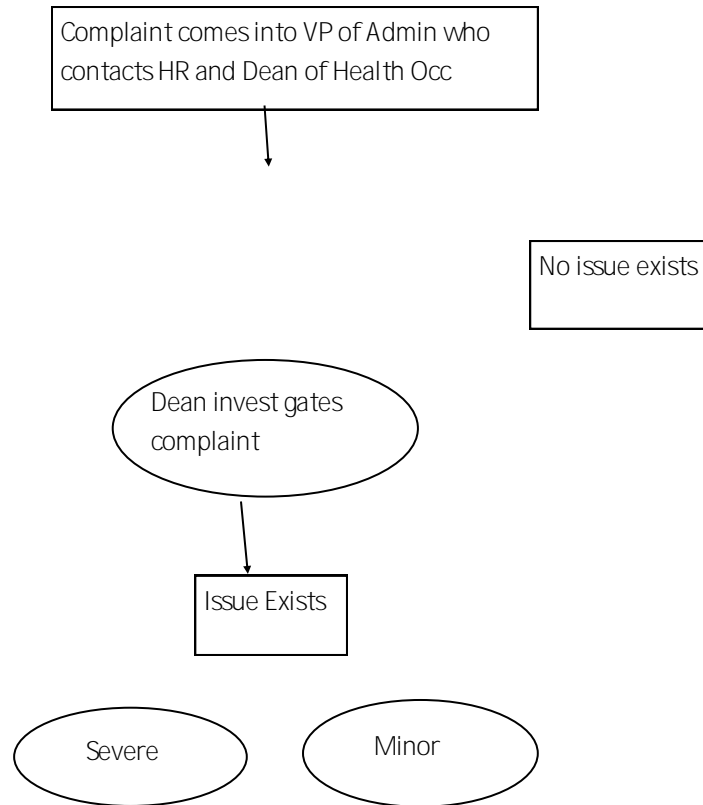 Complaint comes into VP of Admin who
contacts HR and Dean of Health Occ
No issue exists
Dean invest gates
complaint
Issue Exists
Severe
Minor